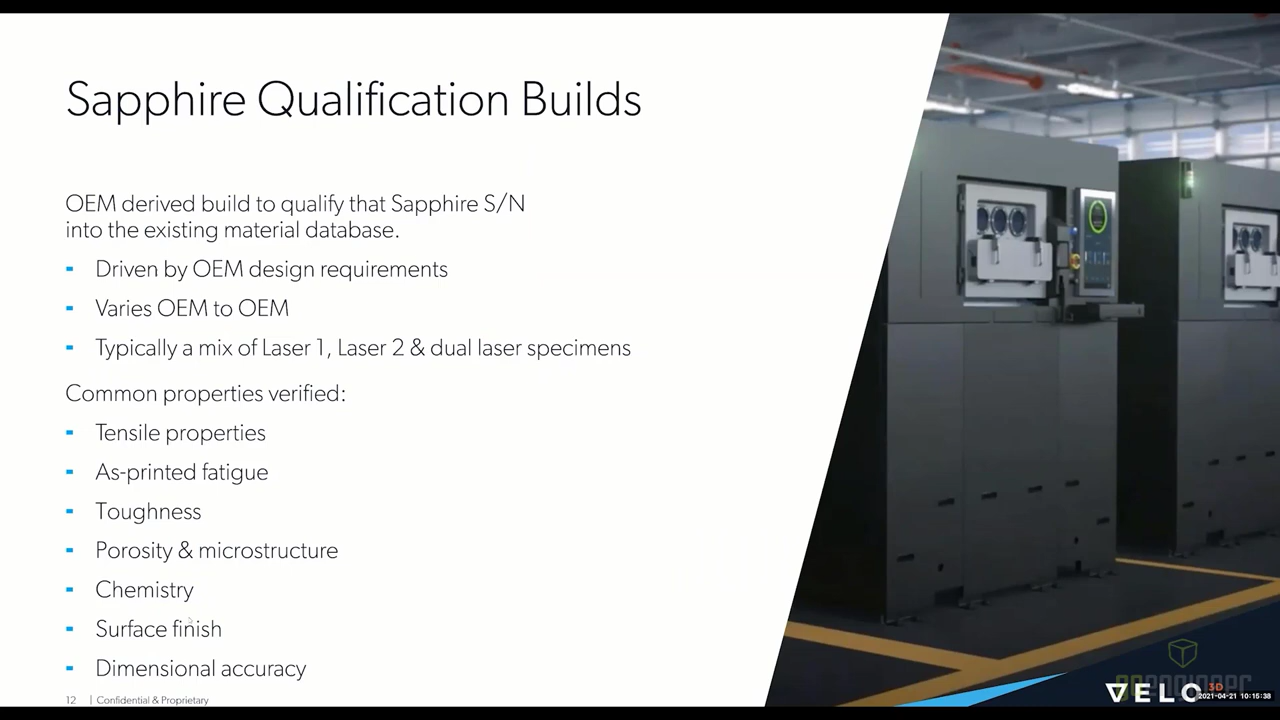 Sapphire Qualification Builds
OEM derived build to qualify that Sapphire S/N
into the existing material database.
- Driven by OEM design requirements
- Varies OEM to OEM
- Typically a mix of Laser 1, Laser 2 & dual laser specimens
Common properties verified:
- Tensile properties
- As-printed fatigue
- Toughness
- Porosity & microstructure
- Chemistry
- Surface finish
- Dimensional accuracy
12 | Confidential & Proprietary
VELO 3D
2021-04-21 10:15:38